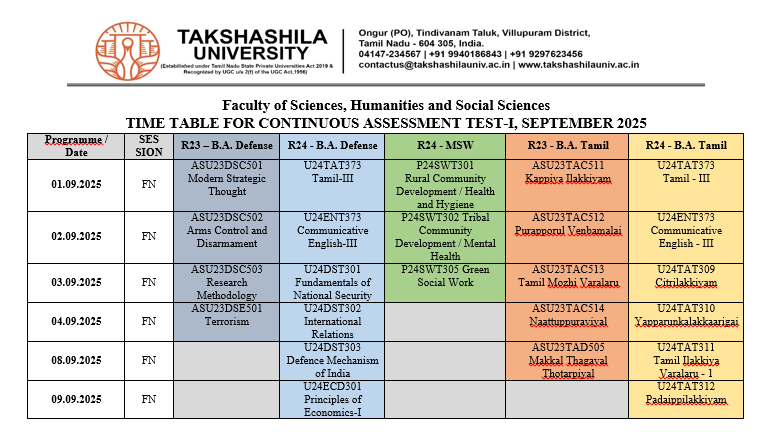 TAKSHASHILA
UNIVERSITY
(Established under Tamil Nadu State Private Universities Act 2019 &
Recognized by UGC u/s 2(f) of the UGC Act,1956)
Ongur (PO), Tindivanam Taluk, Villupuram District,
Tamil Nadu - 604 305, India.
04147-234567 | +91 9940186843 | +91 9297623456
contactus@takshashilauniv.ac.in | www.takshashilauniv.ac.in
Faculty of Sciences, Humanities and Social Sciences
TIME TABLE FOR CONTINUOUS ASSESSMENT TEST-I, SEPTEMBER 2025
Programme /
Date
SES
SION
R23 – B.A. Defense
R24 - B.A. Defense
R24 - MSW
R23 - B.A. Tamil
R24 - B.A. Tamil
01.09.2025
FN
ASU23DSC501
Modern Strategic
Thought
U24TAT373
Tamil-III
P24SWT301
Rural Community
Development / Health
and Hygiene
ASU23TAC511
Kappiya Ilakkiyam
U24TAT373
Tamil - III
02.09.2025
FN
ASU23DSC502
Arms Control and
Disarmament
U24ENT373
Communicative
English-III
P24SWT302 Tribal
Community
Development / Mental
Health
ASU23TAC512
Purapporul Venbamalai
U24ENT373
Communicative
English - III
03.09.2025
FN
ASU23DSC503
Research
Methodology
U24DST301
Fundamentals of
National Security
P24SWT305 Green
Social Work
ASU23TAC513
Tamil Mozhi Varalaru
U24TAT309
Citrilakkiyam
04.09.2025
FN
ASU23DSE501
Terrorism
U24DST302
International
Relations
ASU23TAC514
Naattuppuraviyal
U24TAT310
Yapparunkalakkaarigai
08.09.2025
FN
U24DST303
Defence Mechanism
of India
ASU23TAD505
Makkal Thagaval
Thotarpiyal
U24TAT311
Tamil Ilakkiya
Varalaru - 1
09.09.2025
FN
U24ECD301
Principles of
Economics-I
U24TAT312
Padaippilakkiyam